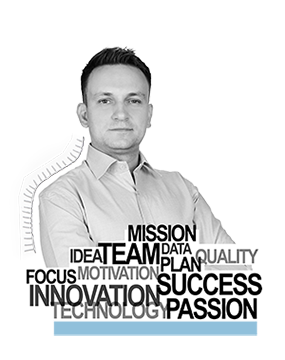 MISSION
IDEA TEAM DATA QUALITY
PLAN
FOCUS MOTIVATION
INNOVATION SUCCESS
TECHNOLOGY PASSION